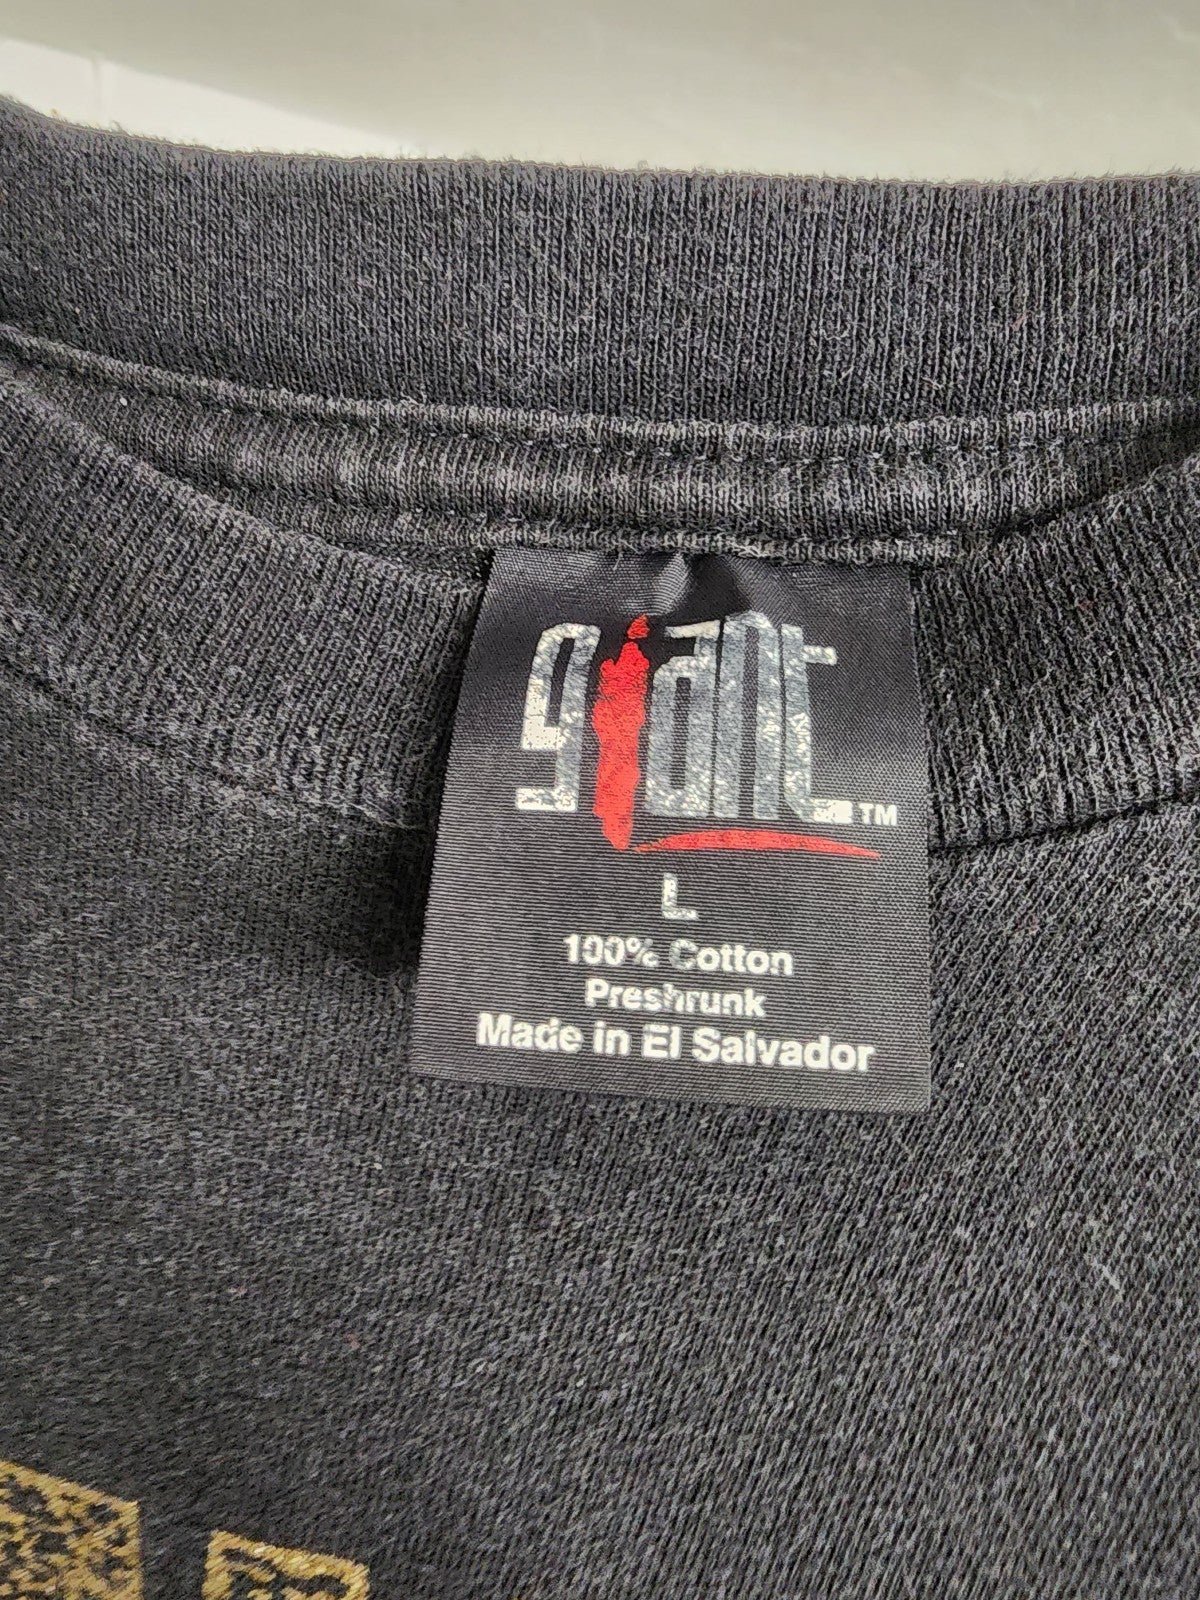 giant™
L
100% Cotton
Preshrunk
Made in El Salvador